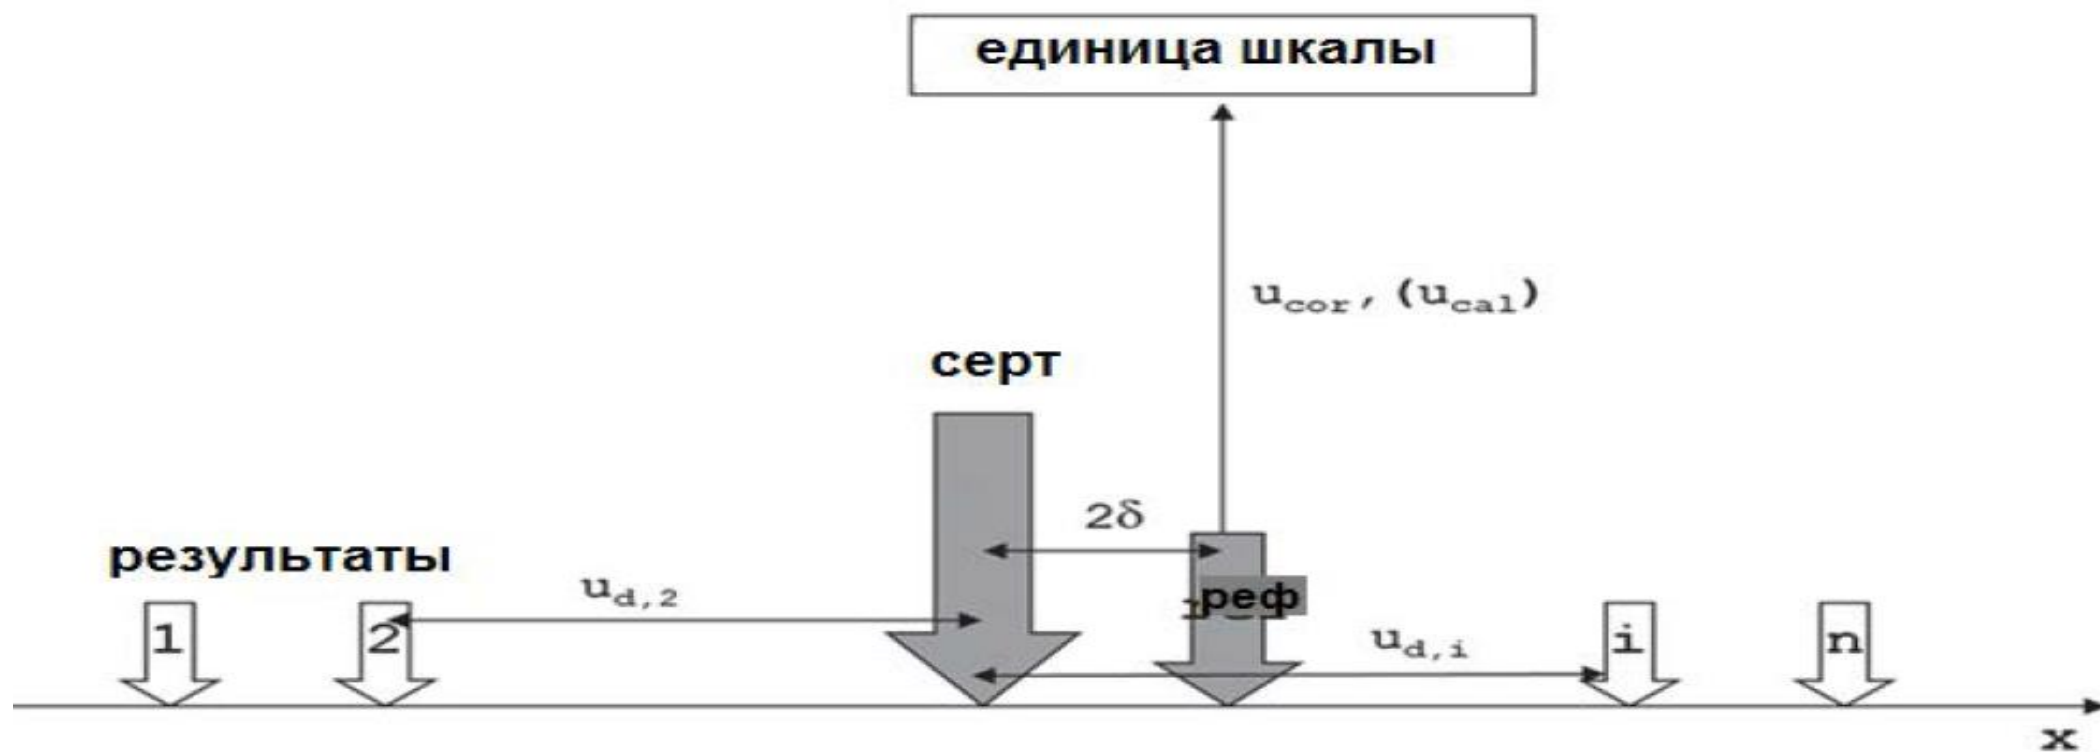 единица шкалы
u_cor, (u_cal)
серт
2δ
результаты
u_d,2
реф
1
2
u_d,i
i
n
x